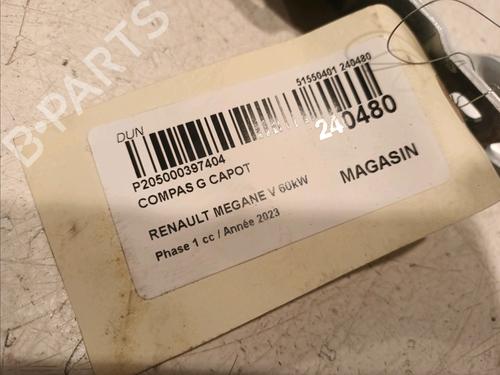 B-PARTS
DUN
51550401 240480
P205000397404
240480
COMPAS G CAPOT
MAGASIN
RENAULT MEGANE V 60kW
Phase 1 cc / Année 2023